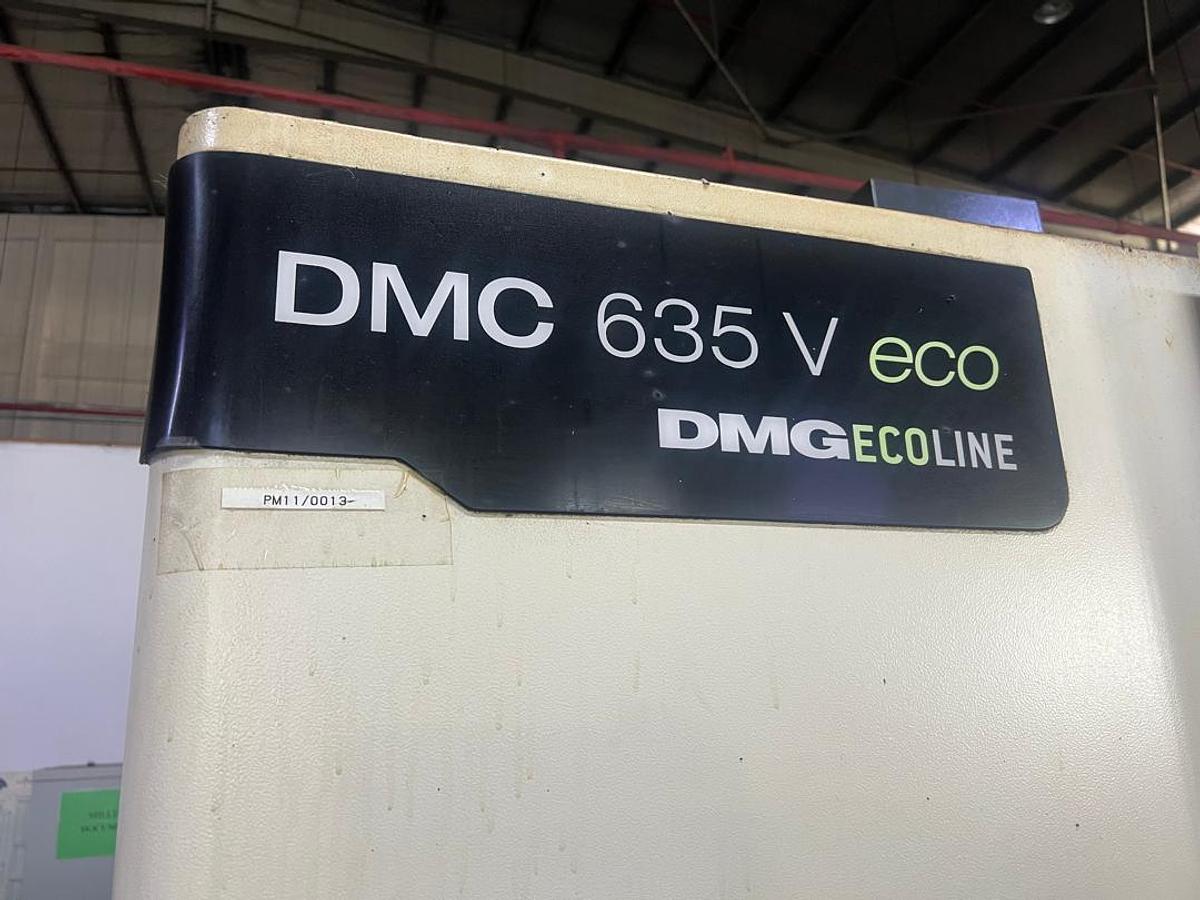 DMC 635 V eco
DMGECOLINE
PM11/0013-